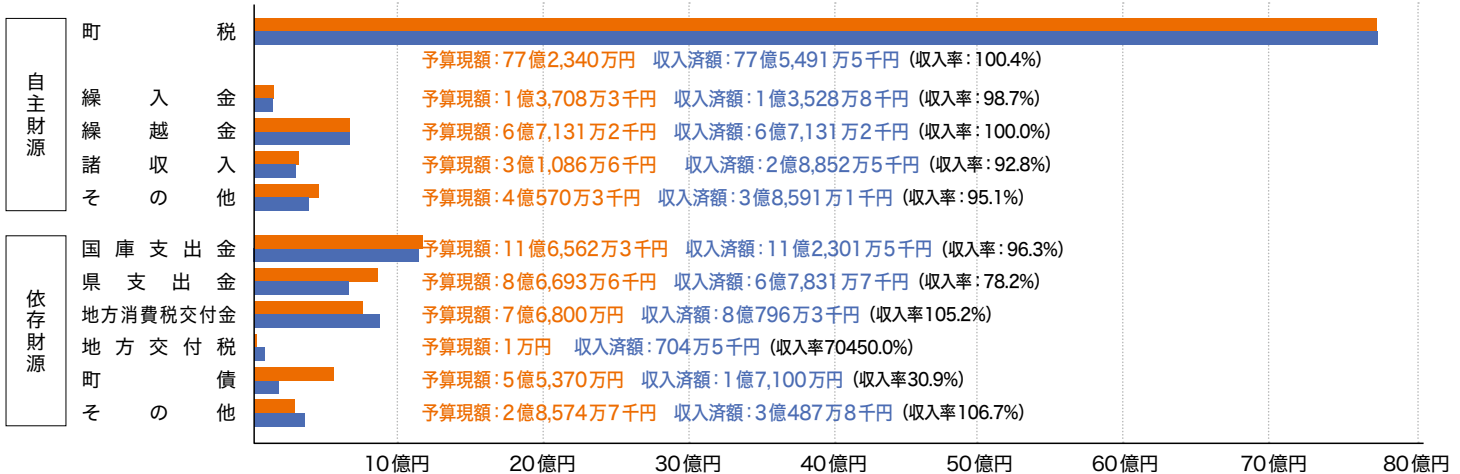 自主財源
町税
予算現額：77億2,340万円 収入済額：77億5,491万5千円（収入率：100.4%）
繰入金 予算現額：1億3,708万3千円 収入済額：1億3,528万8千円（収入率：98.7%）
繰越金 予算現額：6億7,131万2千円 収入済額：6億7,131万2千円（収入率：100.0%）
諸収入 予算現額：3億1,086万6千円 収入済額：2億8,852万5千円（収入率：92.8%）
その他 予算現額：4億570万3千円 収入済額：3億8,591万1千円（収入率：95.1%）
依存財源
国庫支出金 予算現額：11億6,562万3千円 収入済額：11億2,301万5千円（収入率：96.3%）
県支出金 予算現額：8億6,693万6千円 収入済額：6億7,831万7千円（収入率：78.2%）
地方消費税交付金 予算現額：7億6,800万円 収入済額：8億796万3千円（収入率105.2%）
地方交付税 予算現額：1万円 収入済額：704万5千円（収入率70450.0%）
町債 予算現額：5億5,370万円 収入済額：1億7,100万円（収入率30.9%）
その他 予算現額：2億8,574万7千円 収入済額：3億487万8千円（収入率106.7%）
10億円 20億円 30億円 40億円 50億円 60億円 70億円 80億円